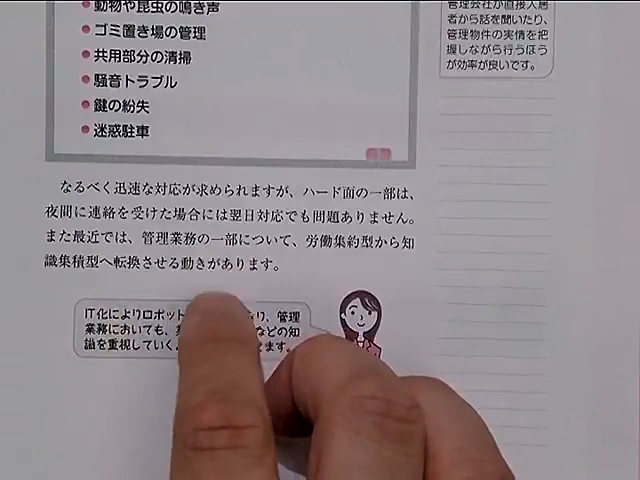 ●動物や昆虫の鳴き声
●ゴミ置き場の管理
●共用部分の清掃
●騒音トラブル
●鍵の紛失
●迷惑駐車
管理会社が直接入居
者から話を聞いたり、
管理物件の実情を把
握しながら行うほう
が効率が良いです。
なるべく迅速な対応が求められますが、ハード面の一部は、
夜間に連絡を受けた場合には翌日対応でも問題ありません。
また最近では、管理業務の一部について、労働集約型から知
識集積型へ転換させる動きがあります。
IT化によりロボット なり、管理
業務においても、 などの知
識を重視していく ます。